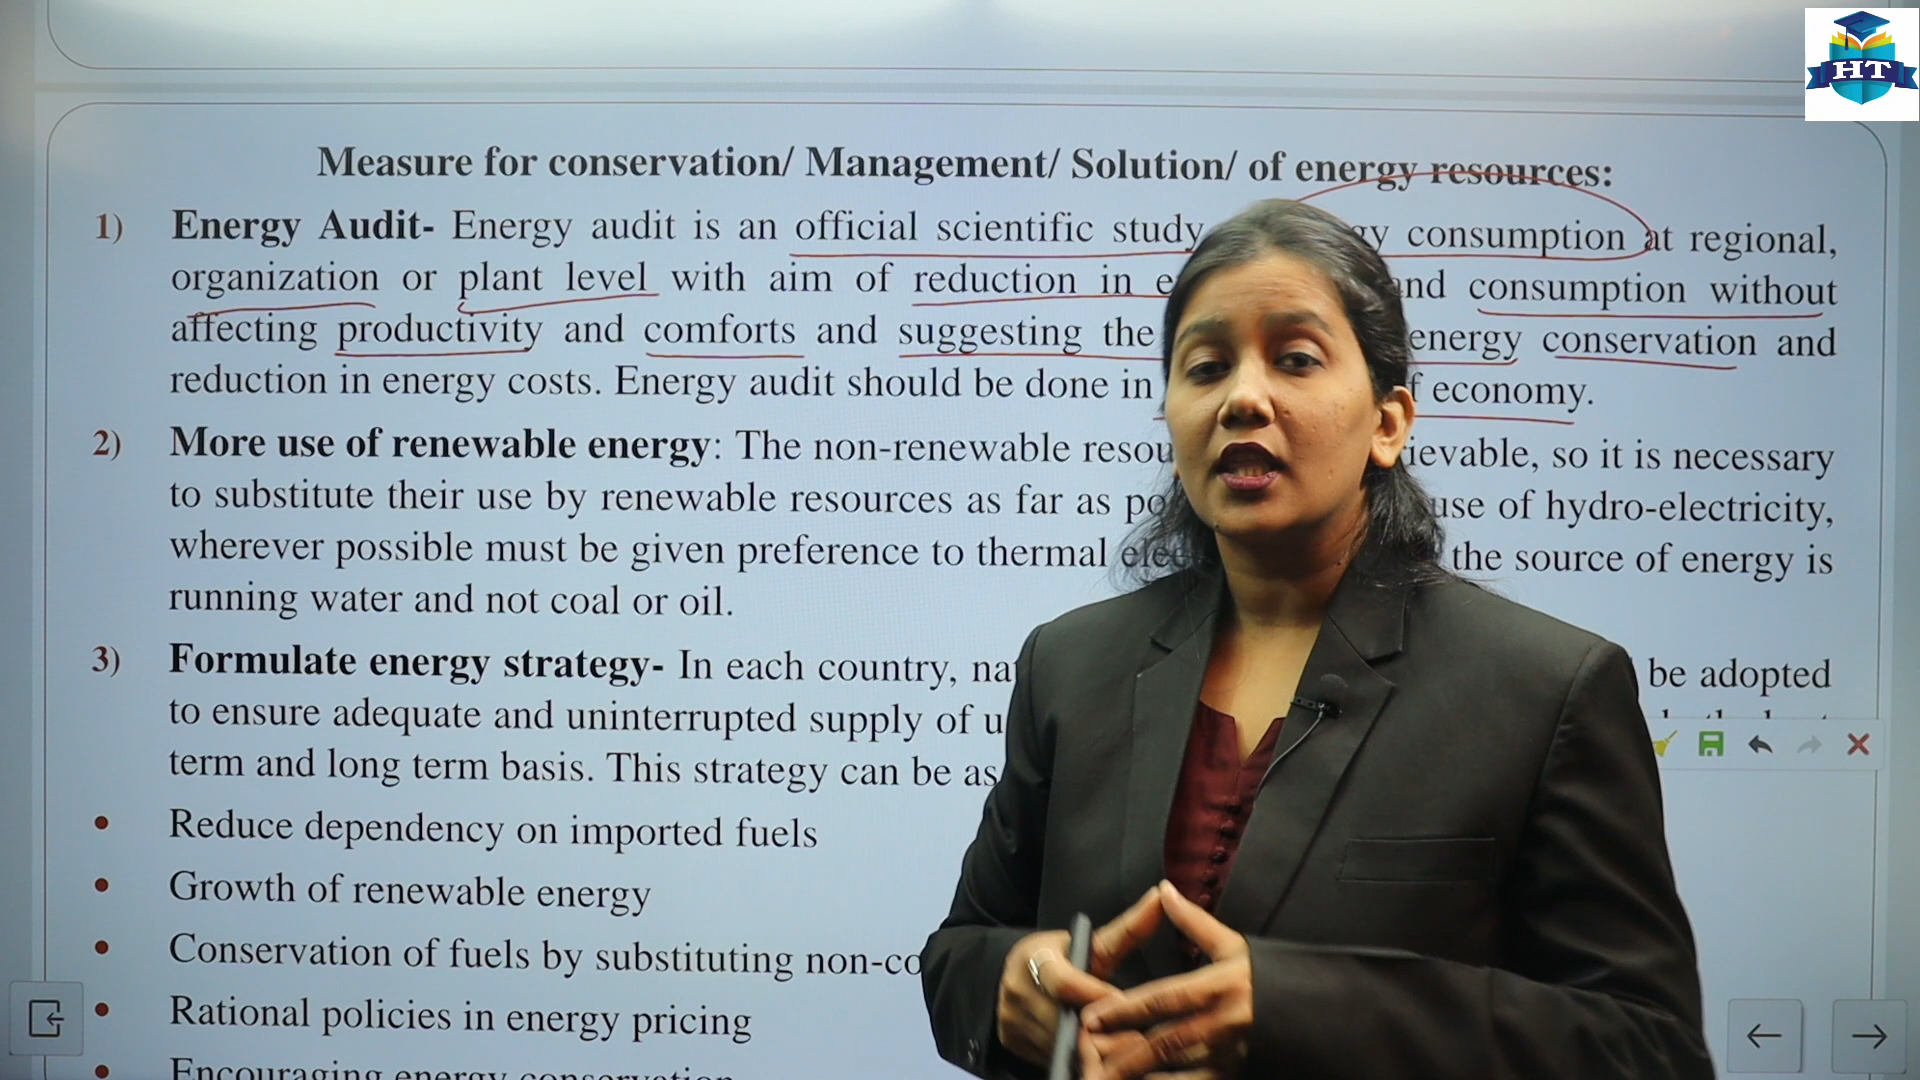 HT
Measure for conservation/ Management/ Solution/ of energy resources:
1) Energy Audit- Energy audit is an official scientific study gy consumption at regional,
organization or plant level with aim of reduction in e and consumption without
affecting productivity and comforts and suggesting the energy conservation and
reduction in energy costs. Energy audit should be done in f economy.
2) More use of renewable energy: The non-renewable resou ievable, so it is necessary
to substitute their use by renewable resources as far as po use of hydro-electricity,
wherever possible must be given preference to thermal elec the source of energy is
running water and not coal or oil.
3) Formulate energy strategy- In each country, na be adopted
to ensure adequate and uninterrupted supply of u
term and long term basis. This strategy can be as
• Reduce dependency on imported fuels
• Growth of renewable energy
• Conservation of fuels by substituting non-co
• Rational policies in energy pricing
• Encouraging energy conservation